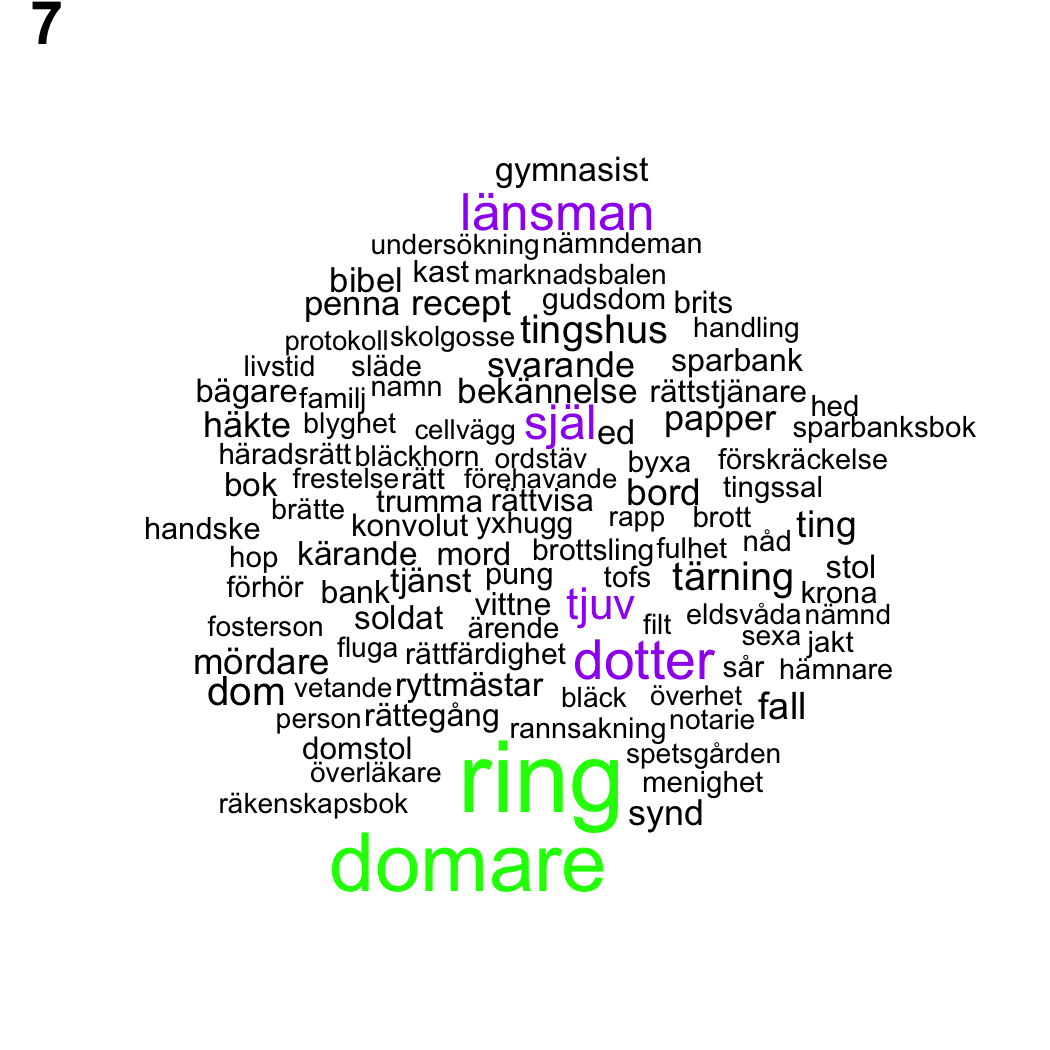 7
gymnasist
länsman
undersökning nämndeman
bibel kast marknadsbalen
penna recept gudsdom brits
protokoll skolgosse tingshus handling
livstid släde svarande sparbank
bägare familj namn bekännelse rättstjänare hed
häkte blyghet cellvägg själ ed papper sparbanksbok
häradsrätt bläckhorn ordstäv byxa förskräckelse
bok frestelse rätt förehavande bord tingssal
brätte trumma rättvisa
handske konvolut yxhugg rapp brott ting
hop kärande mord brottsling fulhet nåd
förhör bank tjänst pung tofs tärning stol
krona
fosterson soldat vittne tjuv filt eldsvåda nämnd
ärende
mördare fluga rättfärdighet dotter sår sexa jakt
hämnare
dom vetande ryttmästar bläck överhet fall
person rättegång rannsakning notarie
domstol ring spetsgården
överläkare menighet
räkenskapsbok synd
domare